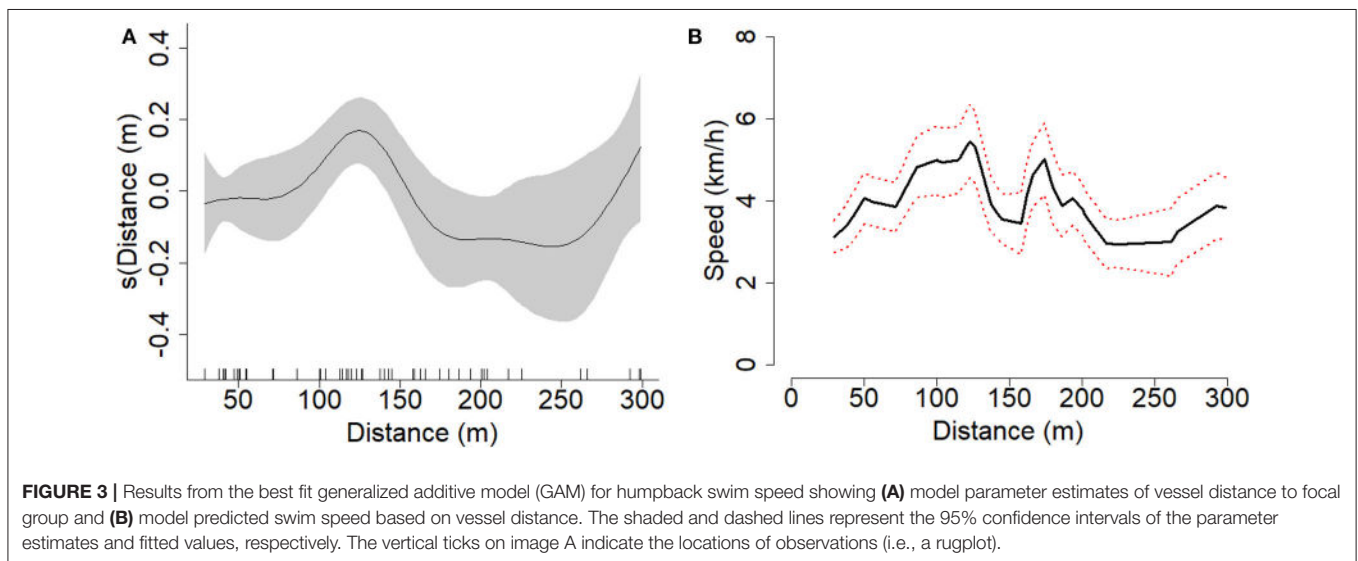 A
s(Distance (m)
0.4
0.2
0.0
-0.2
-0.4
50 100 150 200 250 300
Distance (m)
B
Speed (km/h)
8
6
4
2
0
0 50 100 150 200 250 300
Distance (m)
FIGURE 3 | Results from the best fit generalized additive model (GAM) for humpback swim speed showing (A) model parameter estimates of vessel distance to focal
group and (B) model predicted swim speed based on vessel distance. The shaded and dashed lines represent the 95% confidence intervals of the parameter
estimates and fitted values, respectively. The vertical ticks on image A indicate the locations of observations (i.e., a rugplot).